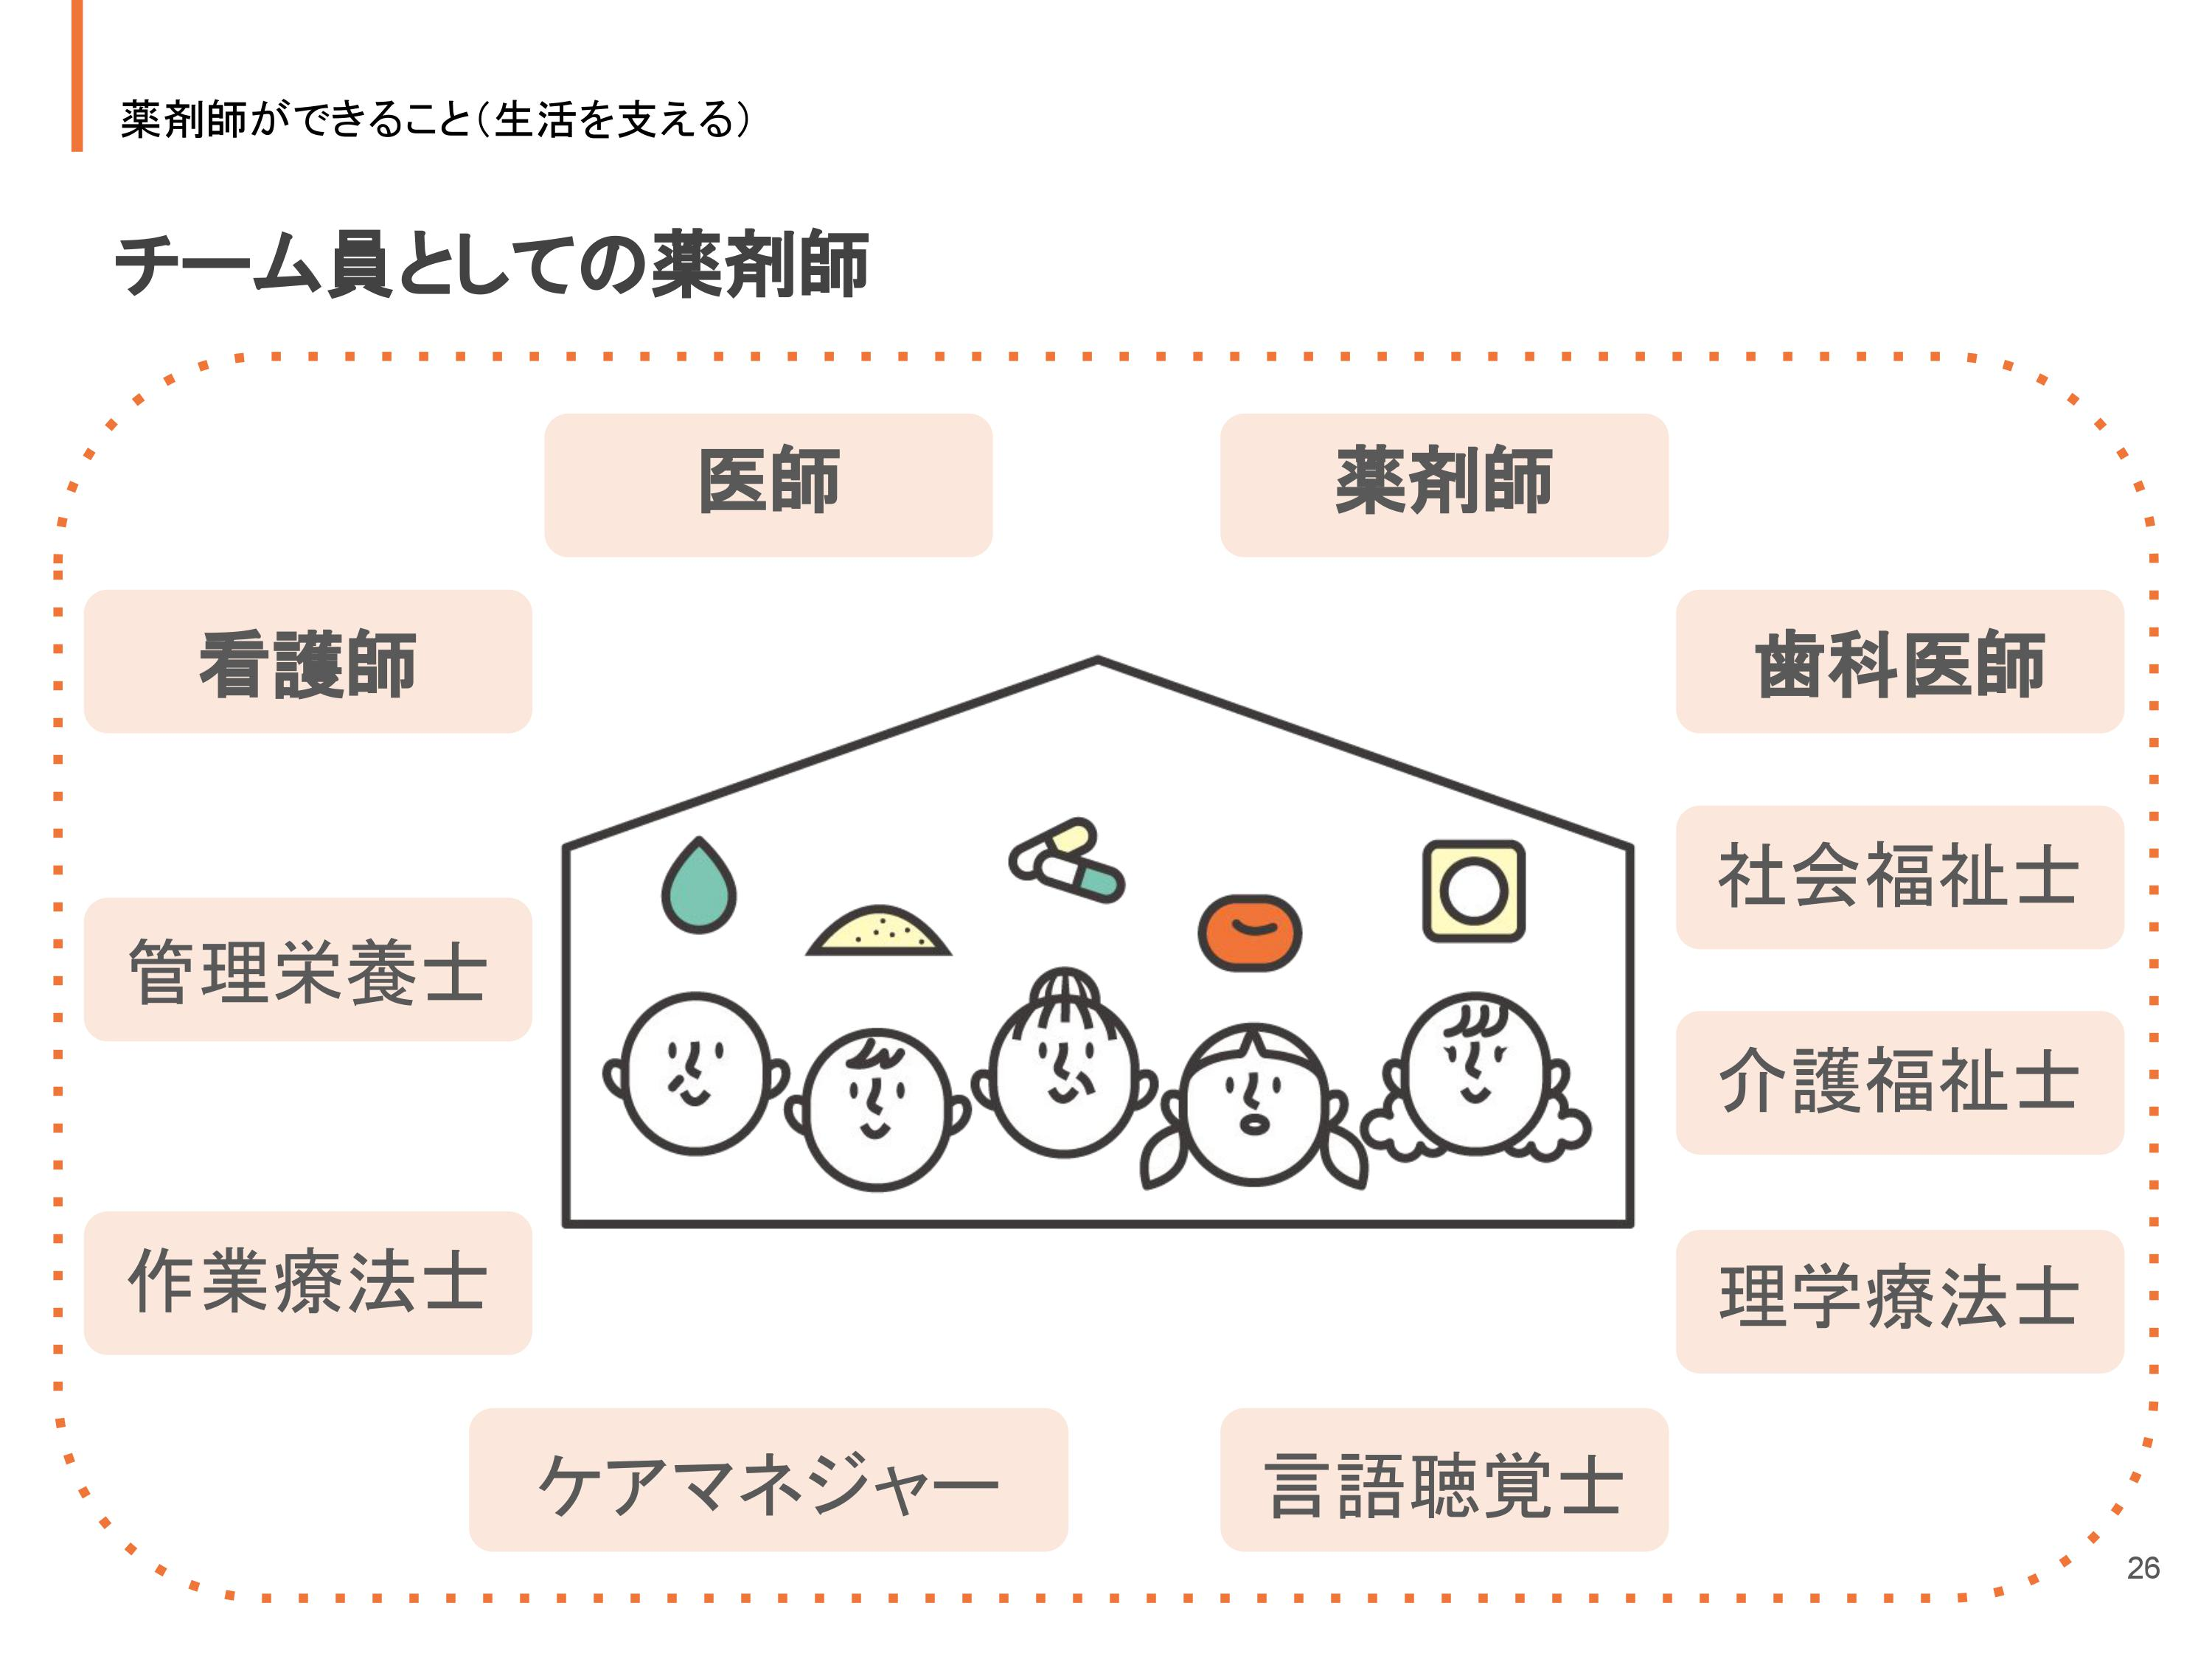 薬剤師ができること（生活を支える）
チーム員としての薬剤師
医師
薬剤師
看護師
歯科医師
社会福祉士
管理栄養士
介護福祉士
作業療法士
理学療法士
ケアマネジャー
言語聴覚士
26